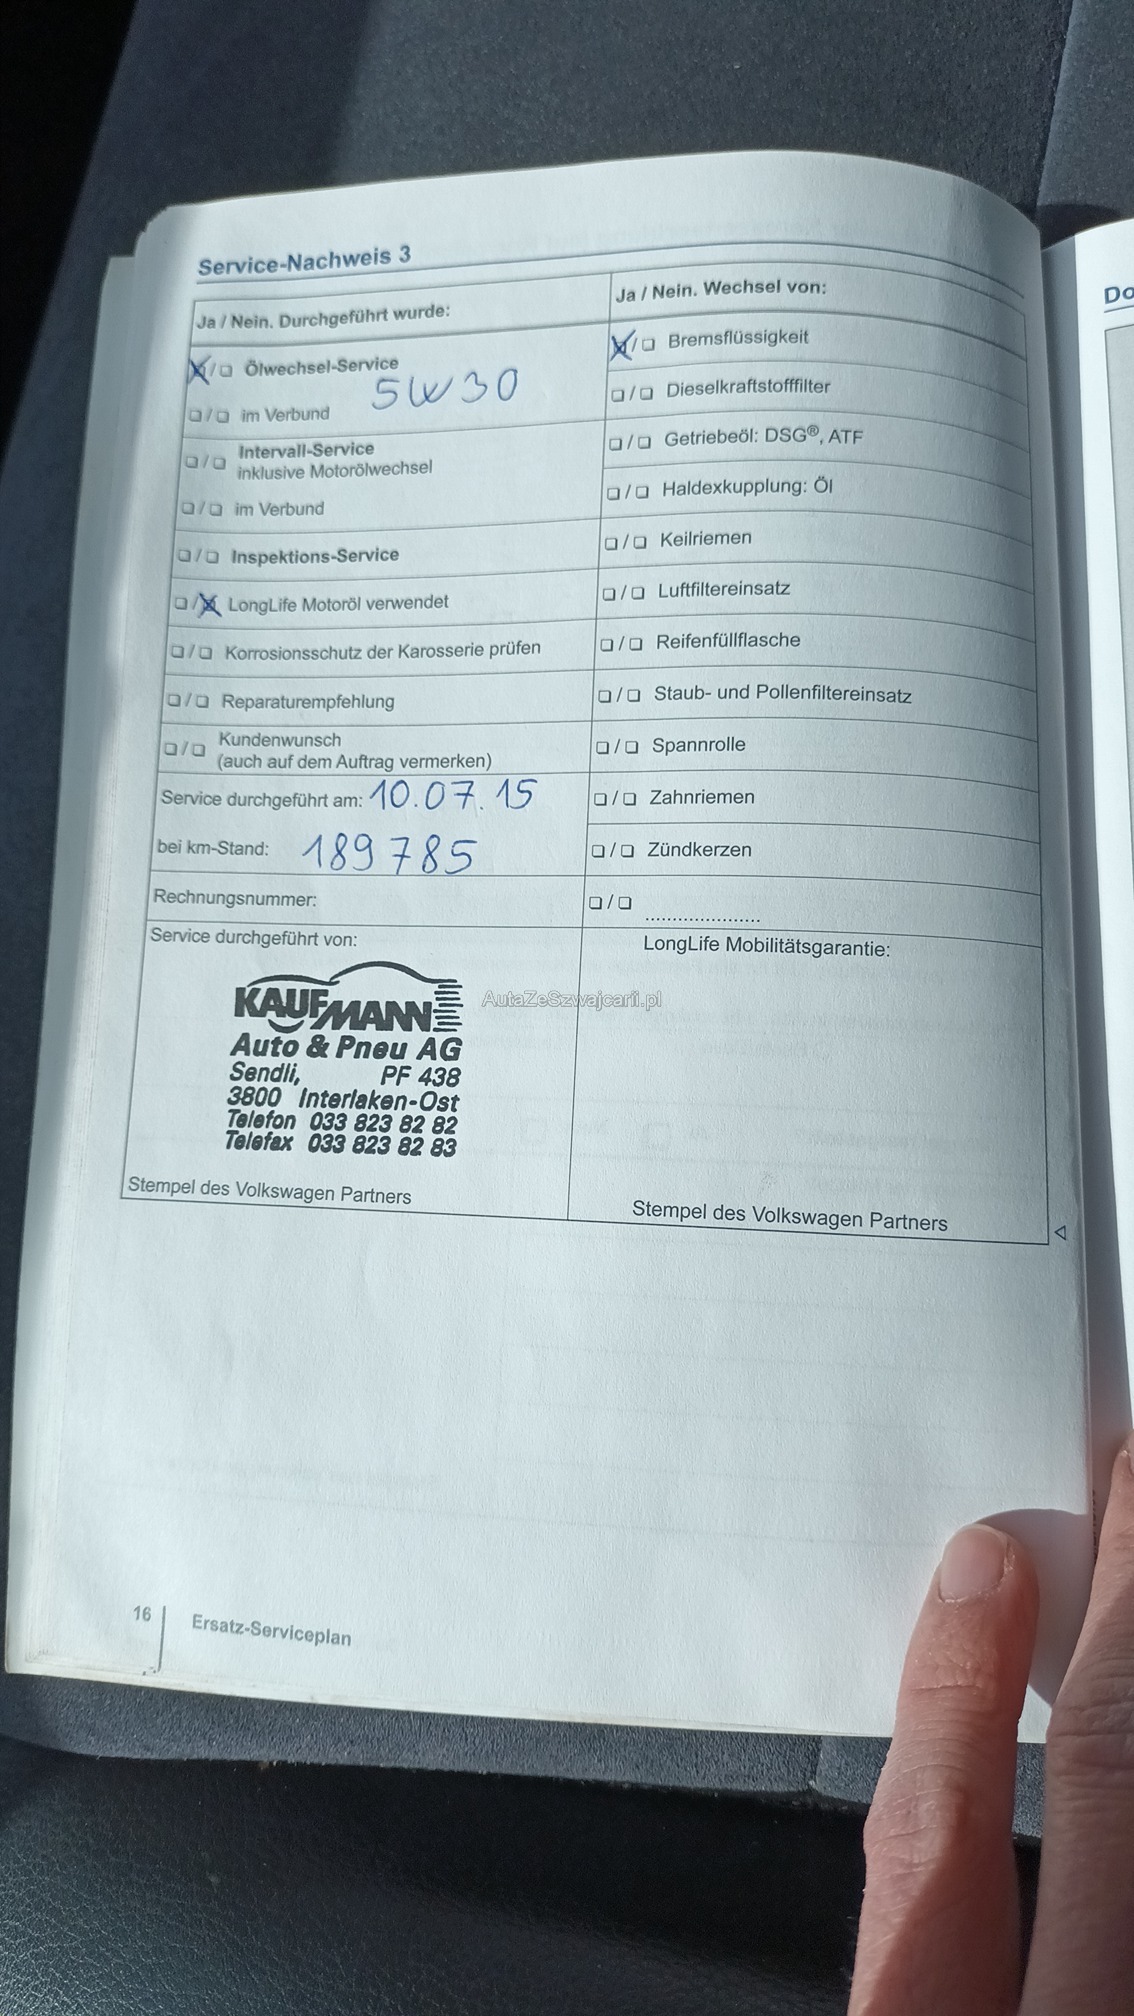 Service-Nachweis 3
Ja / Nein. Durchgeführt wurde:
☒/☐ Ölwechsel-Service
5W30
☐/☐ im Verbund
☐/☐ Intervall-Service
inklusive Motorölwechsel
☐/☐ im Verbund
☐/☐ Inspektions-Service
☐/☒ LongLife Motoröl verwendet
☐/☐ Korrosionsschutz der Karosserie prüfen
☐/☐ Reparaturempfehlung
☐/☐ Kundenwunsch
(auch auf dem Auftrag vermerken)
Service durchgeführt am: 10.07.15
bei km-Stand: 189785
Rechnungsnummer:
Service durchgeführt von:
KAUFMANN
Auto & Pneu AG
Sendli, PF 438
3800 Interlaken-Ost
Telefon 033 823 82 82
Telefax 033 823 82 83
Stempel des Volkswagen Partners
Ja / Nein. Wechsel von:
☒/☐ Bremsflüssigkeit
☐/☐ Dieselkraftstofffilter
☐/☐ Getriebeöl: DSG®, ATF
☐/☐ Haldexkupplung: Öl
☐/☐ Keilriemen
☐/☐ Luftfiltereinsatz
☐/☐ Reifenfüllflasche
☐/☐ Staub- und Pollenfiltereinsatz
☐/☐ Spannrolle
☐/☐ Zahnriemen
☐/☐ Zündkerzen
☐/☐ .....................
LongLife Mobilitätsgarantie:
Stempel des Volkswagen Partners
AutaZeSzwajcarii.pl
16 Ersatz-Serviceplan
Do